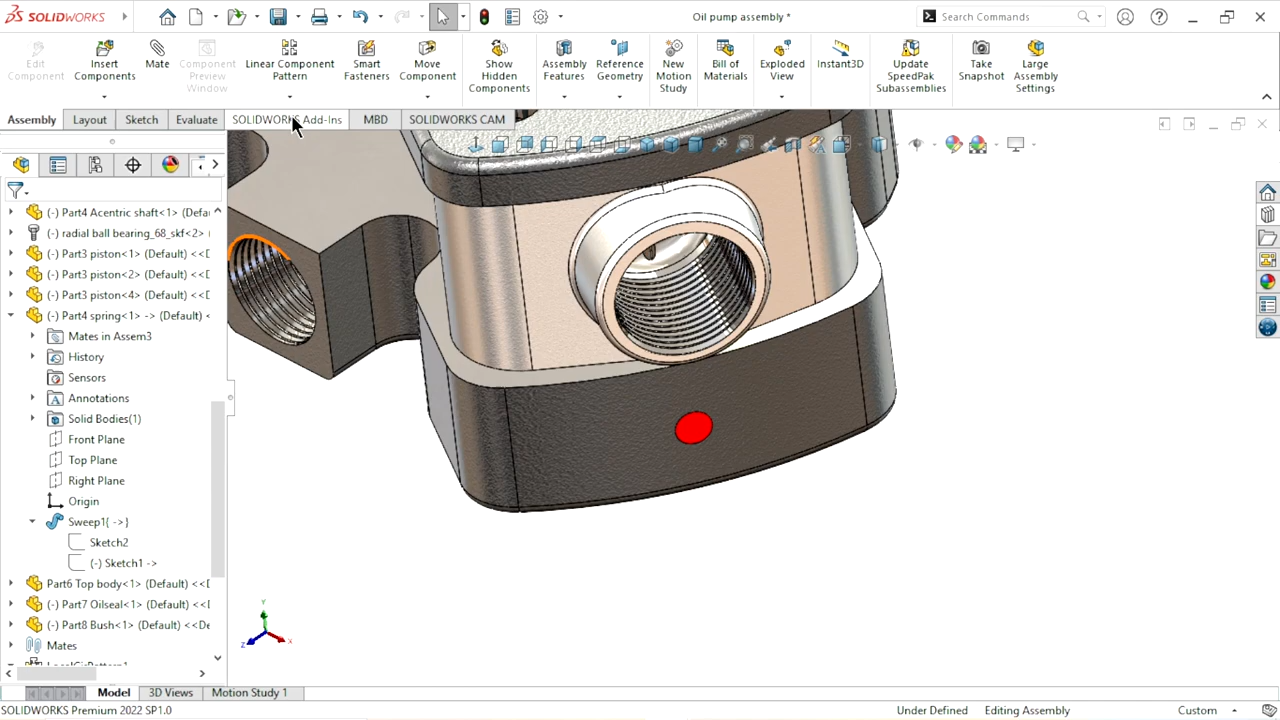 SOLIDWORKS
Oil pump assembly *
Search Commands
Edit
Component
Insert
Components
Mate
Component
Preview
Window
Linear Component
Pattern
Smart
Fasteners
Move
Component
Show
Hidden
Components
Assembly
Features
Reference
Geometry
New
Motion
Study
Bill of
Materials
Exploded
View
Instant3D
Update
SpeedPak
Subassemblies
Take
Snapshot
Large
Assembly
Settings
Assembly
Layout
Sketch
Evaluate
SOLIDWORKS Add-Ins
MBD
SOLIDWORKS CAM
(-) Part4 Acentric shaft<1> (Defau
(-) radial ball bearing_68_skf<2>
(-) Part3 piston<1> (Default) <<D
(-) Part3 piston<2> (Default) <<D
(-) Part3 piston<4> (Default) <<D
(-) Part4 spring<1> -> (Default) <
Mates in Assem3
History
Sensors
Annotations
Solid Bodies(1)
Front Plane
Top Plane
Right Plane
Origin
Sweep1{ ->}
Sketch2
(-) Sketch1 ->
Part6 Top body<1> (Default) <<D
(-) Part7 Oilseal<1> (Default) <<D
(-) Part8 Bush<1> (Default) <<De
Mates
LocalCirPattern1
Y
Z
X
Model
3D Views
Motion Study 1
SOLIDWORKS Premium 2022 SP1.0
Under Defined
Editing Assembly
Custom